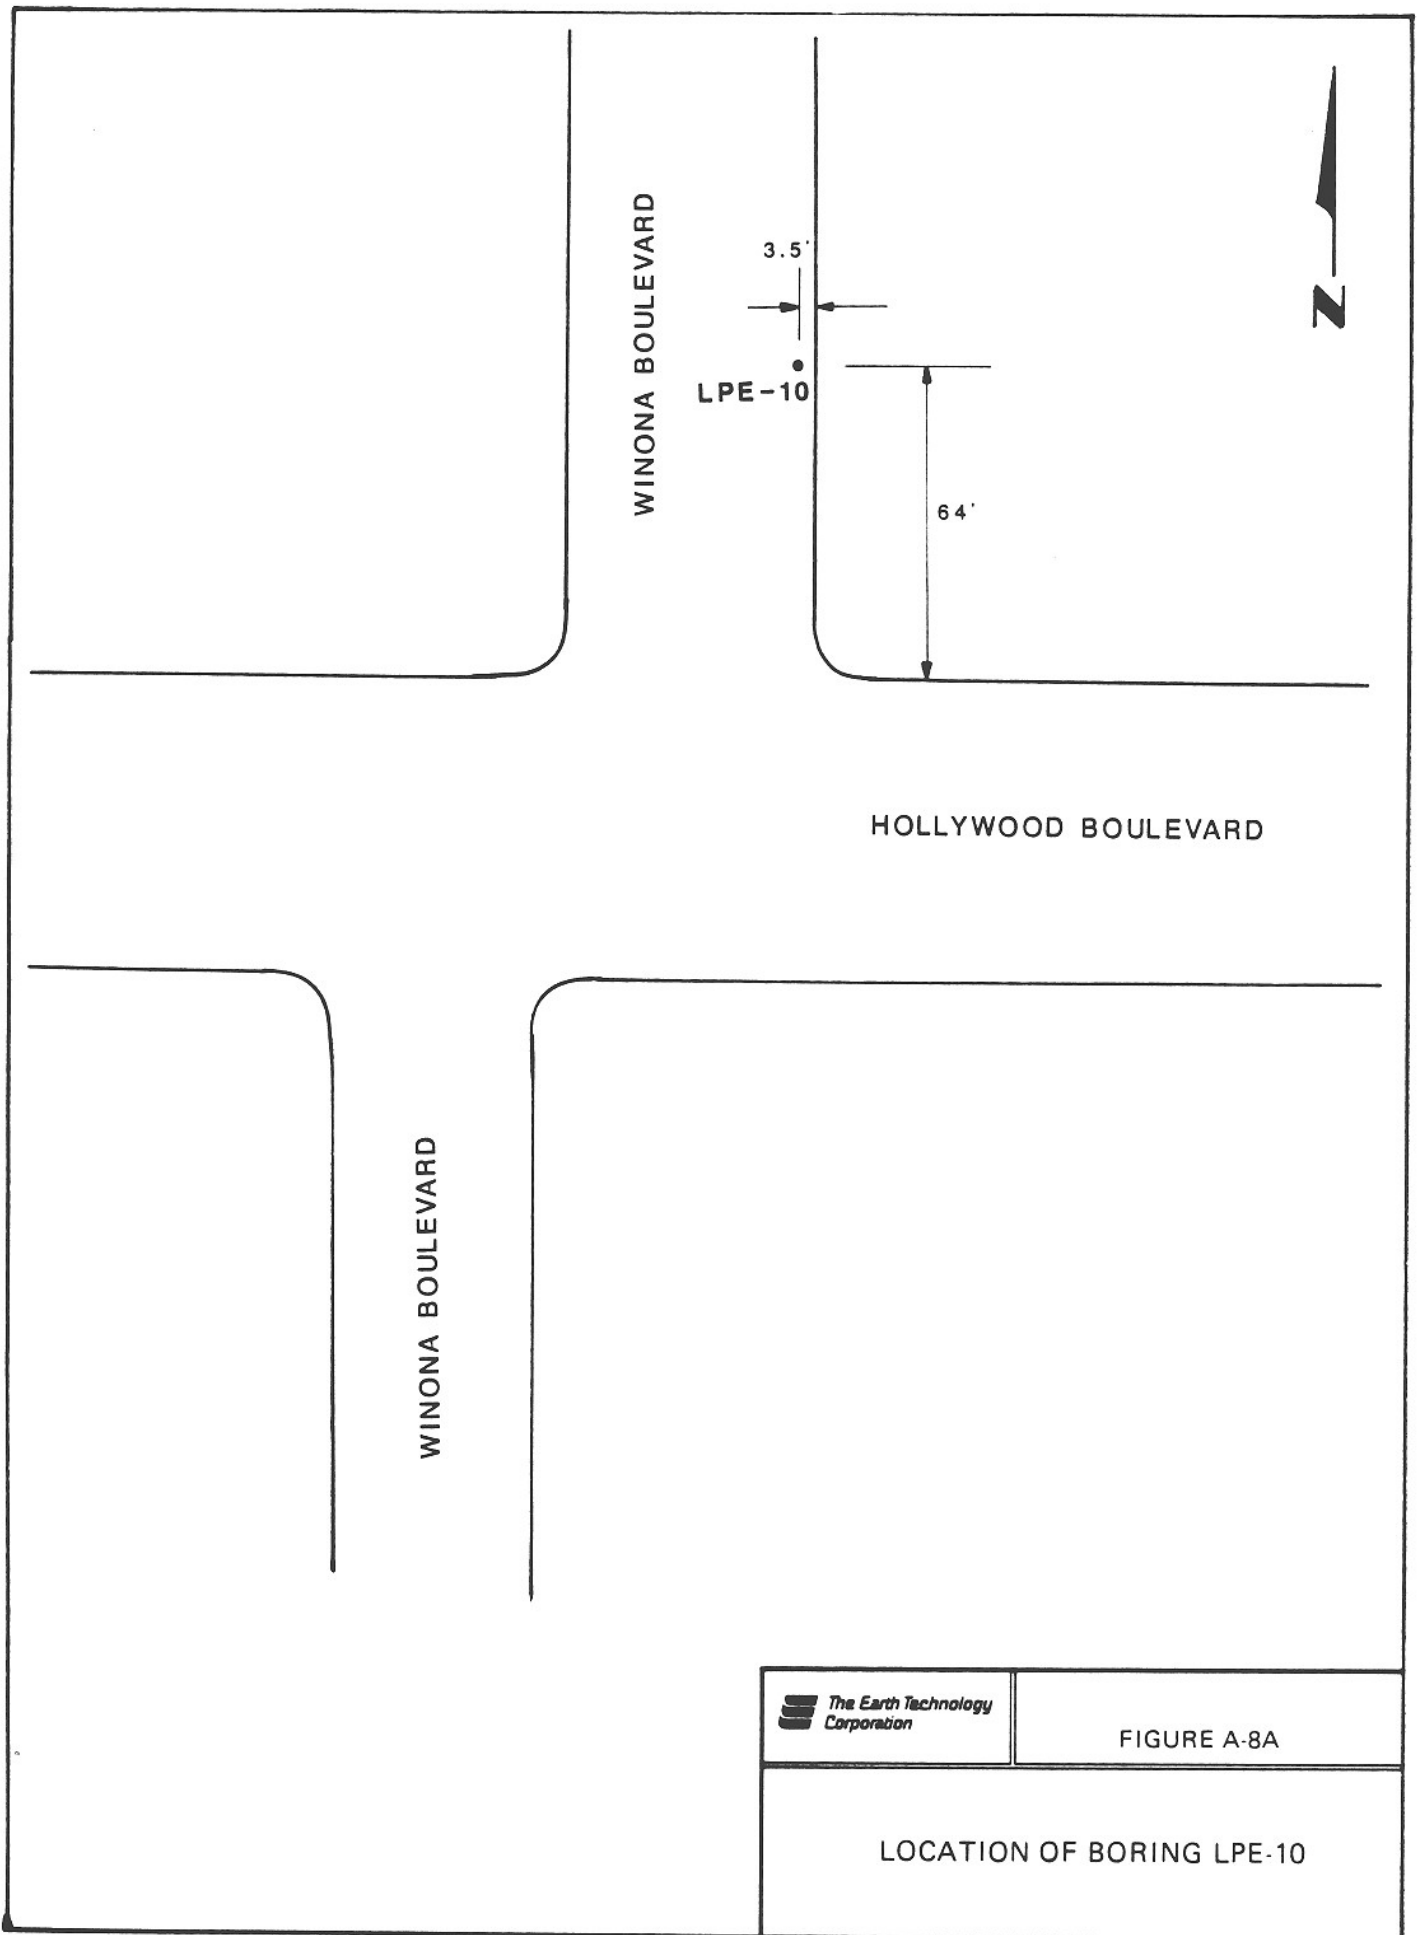 WINONA BOULEVARD
3.5'
LPE-10
64'
N
HOLLYWOOD BOULEVARD
WINONA BOULEVARD
The Earth Technology
Corporation
FIGURE A-8A
LOCATION OF BORING LPE-10